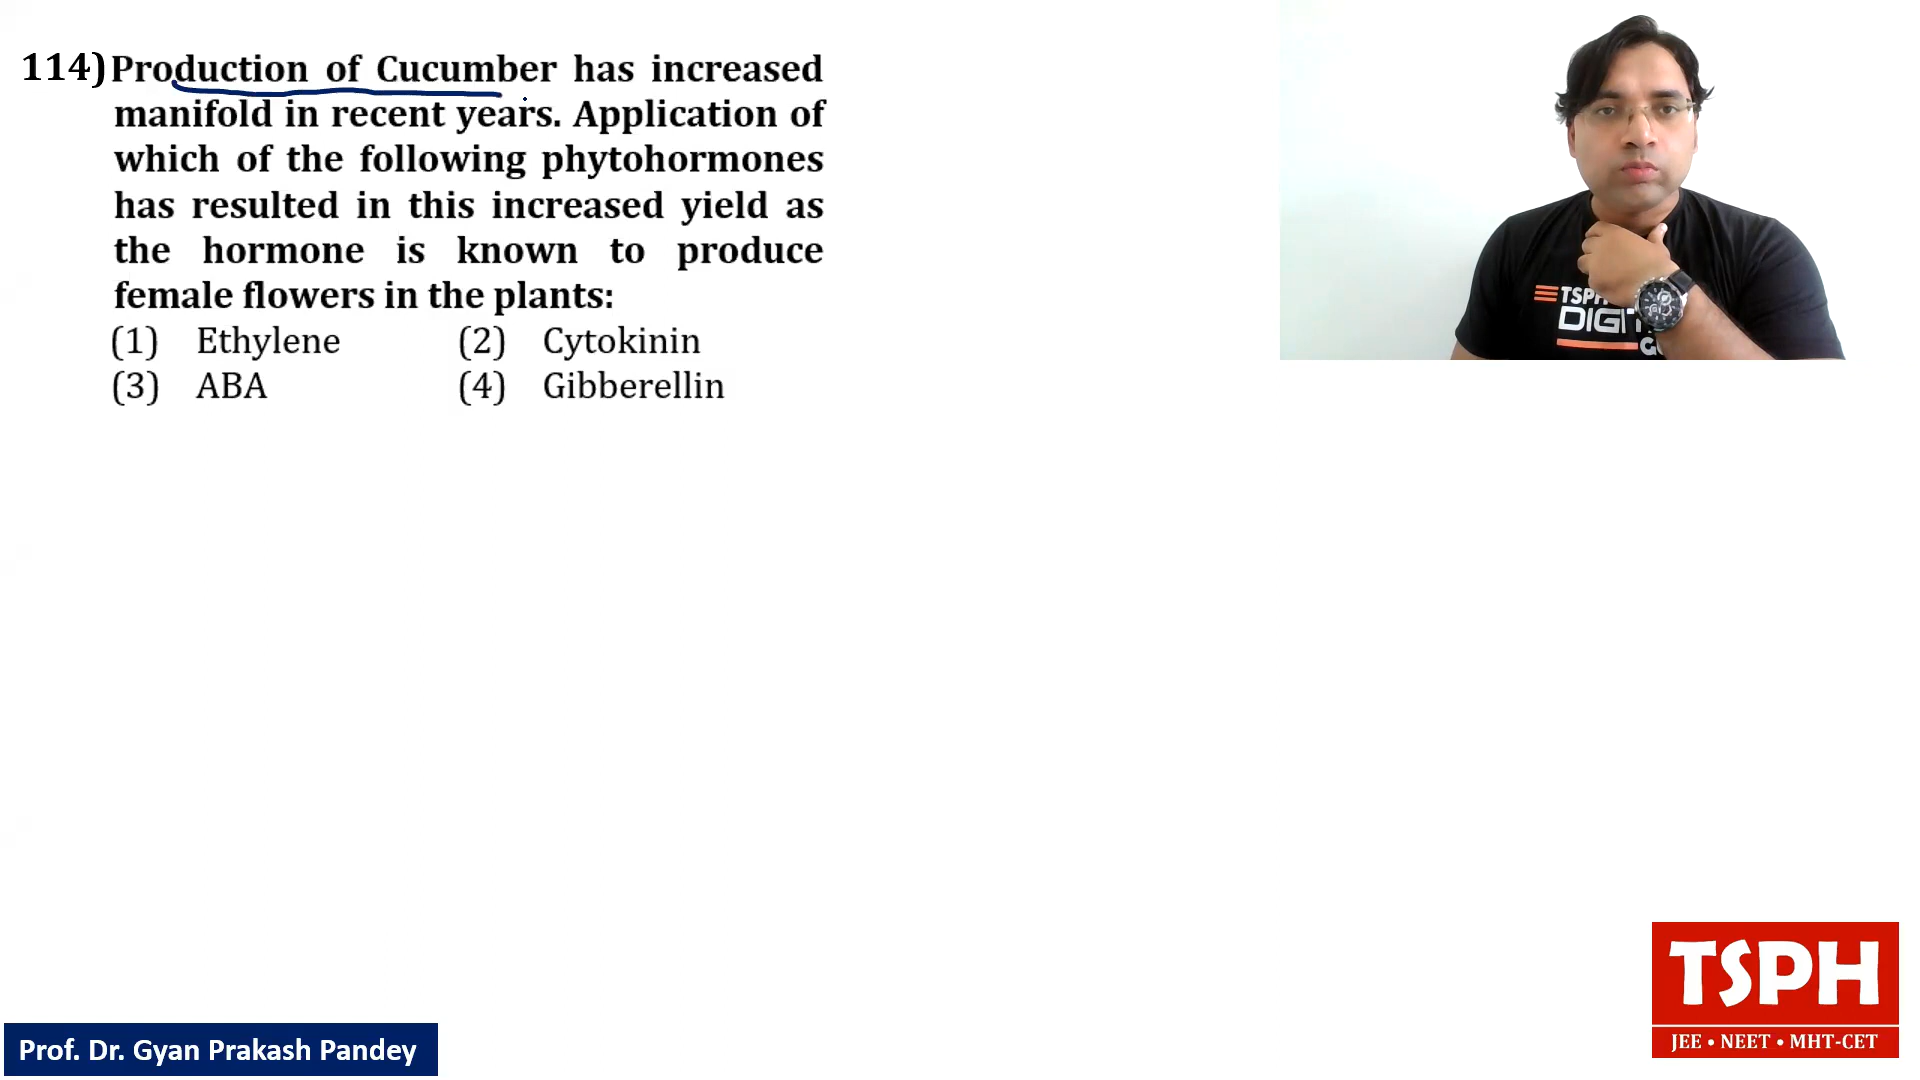 114) Production of Cucumber has increased
manifold in recent years. Application of
which of the following phytohormones
has resulted in this increased yield as
the hormone is known to produce
female flowers in the plants:
(1) Ethylene (2) Cytokinin
(3) ABA (4) Gibberellin
TSPH
DIGIT
TSPH
JEE • NEET • MHT-CET
Prof. Dr. Gyan Prakash Pandey